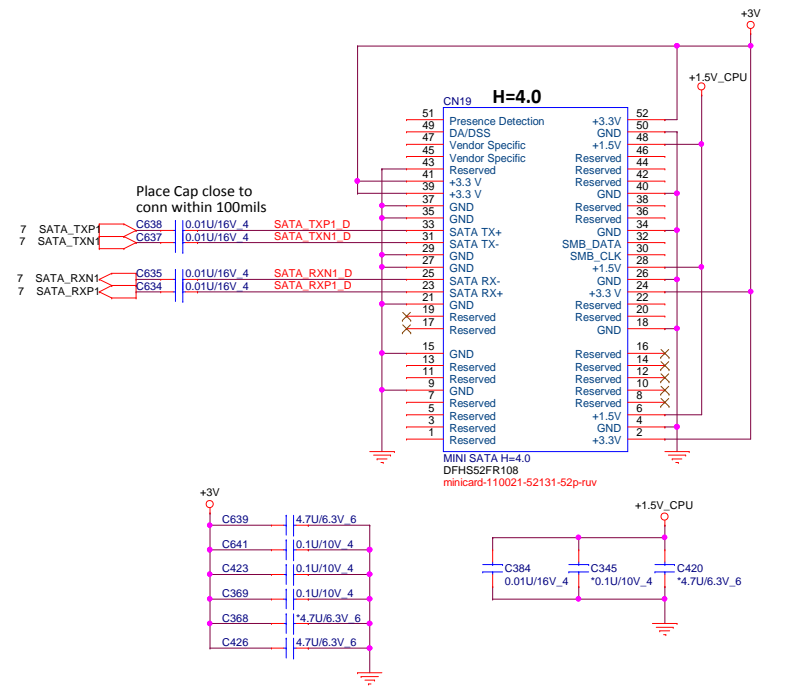 +3V
+1.5V_CPU
CN19 H=4.0
51 Presence Detection +3.3V 52
49 DA/DSS GND 50
47 Vendor Specific +1.5V 48
45 Vendor Specific Reserved 46
43 Reserved Reserved 44
41 +3.3 V Reserved 42
39 +3.3 V GND 40
37 GND Reserved 38
35 GND Reserved 36
33 SATA TX+ GND 34
31 SATA TX- SMB_DATA 32
29 GND SMB_CLK 30
27 GND +1.5V 28
25 SATA RX- GND 26
23 SATA RX+ +3.3 V 24
21 GND Reserved 22
19 Reserved Reserved 20
17 Reserved GND 18
15 GND Reserved 16
13 Reserved Reserved 14
11 Reserved Reserved 12
9 GND Reserved 10
7 Reserved Reserved 8
5 Reserved +1.5V 6
3 Reserved GND 4
1 Reserved +3.3V 2
MINI SATA H=4.0
DFHS52FR108
minicard-110021-52131-52p-ruv
Place Cap close to
conn within 100mils
7 SATA_TXP1 C638 0.01U/16V_4 SATA_TXP1_D
7 SATA_TXN1 C637 0.01U/16V_4 SATA_TXN1_D
7 SATA_RXN1 C635 0.01U/16V_4 SATA_RXN1_D
7 SATA_RXP1 C634 0.01U/16V_4 SATA_RXP1_D
+3V
C639 4.7U/6.3V_6
C641 0.1U/10V_4
C423 0.1U/10V_4
C369 0.1U/10V_4
C368 *4.7U/6.3V_6
C426 4.7U/6.3V_6
+1.5V_CPU
C384 C345 C420
0.01U/16V_4 *0.1U/10V_4 *4.7U/6.3V_6